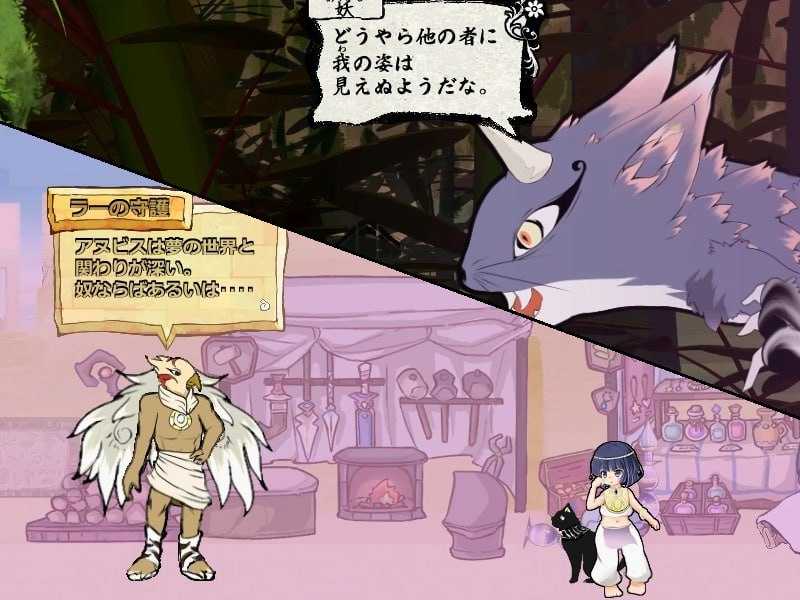 妖
どうやら他の者に
我の姿は
見えぬようだな。
ラーの守護
アヌビスは夢の世界と
関わりが深い。
奴ならばあるいは・・・・